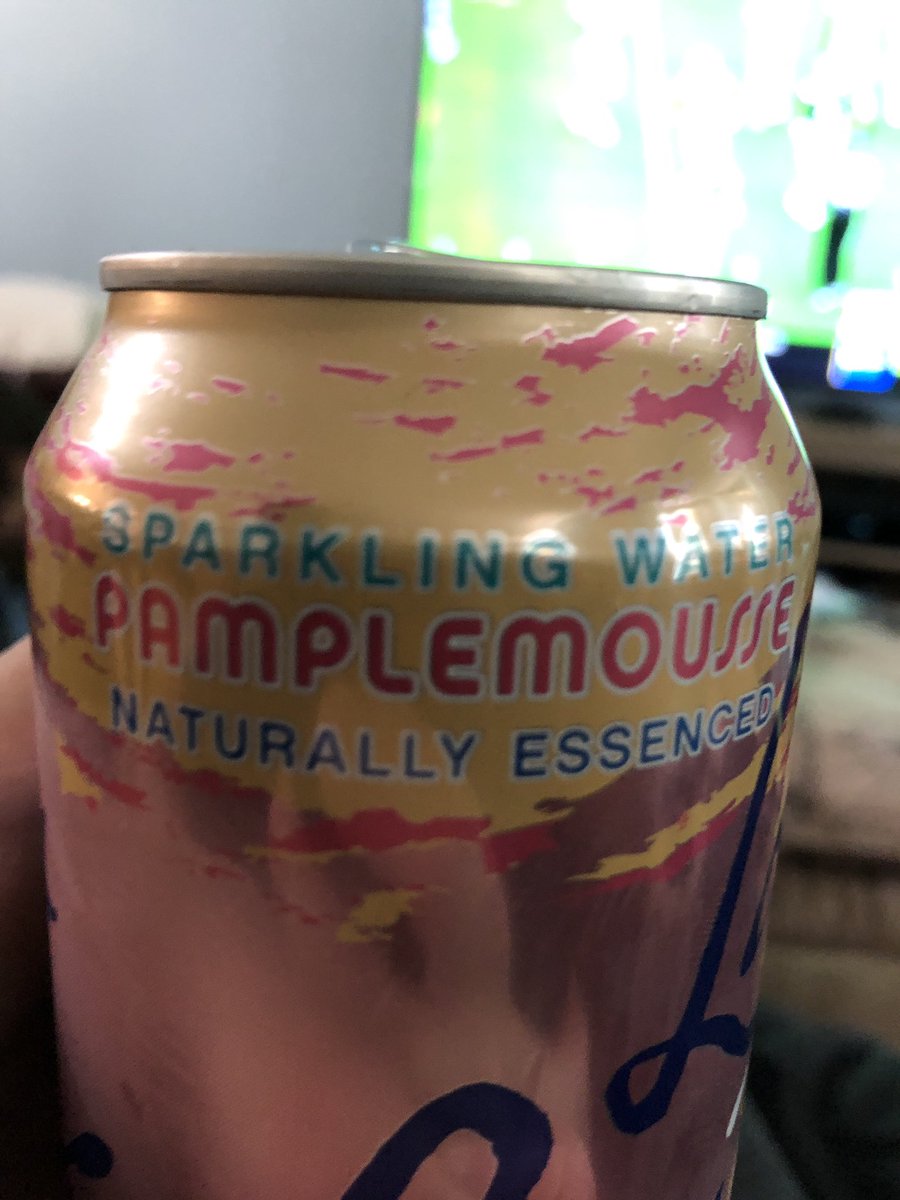 SPARKLING WATER
PAMPLEMOUSSE
NATURALLY ESSENCED